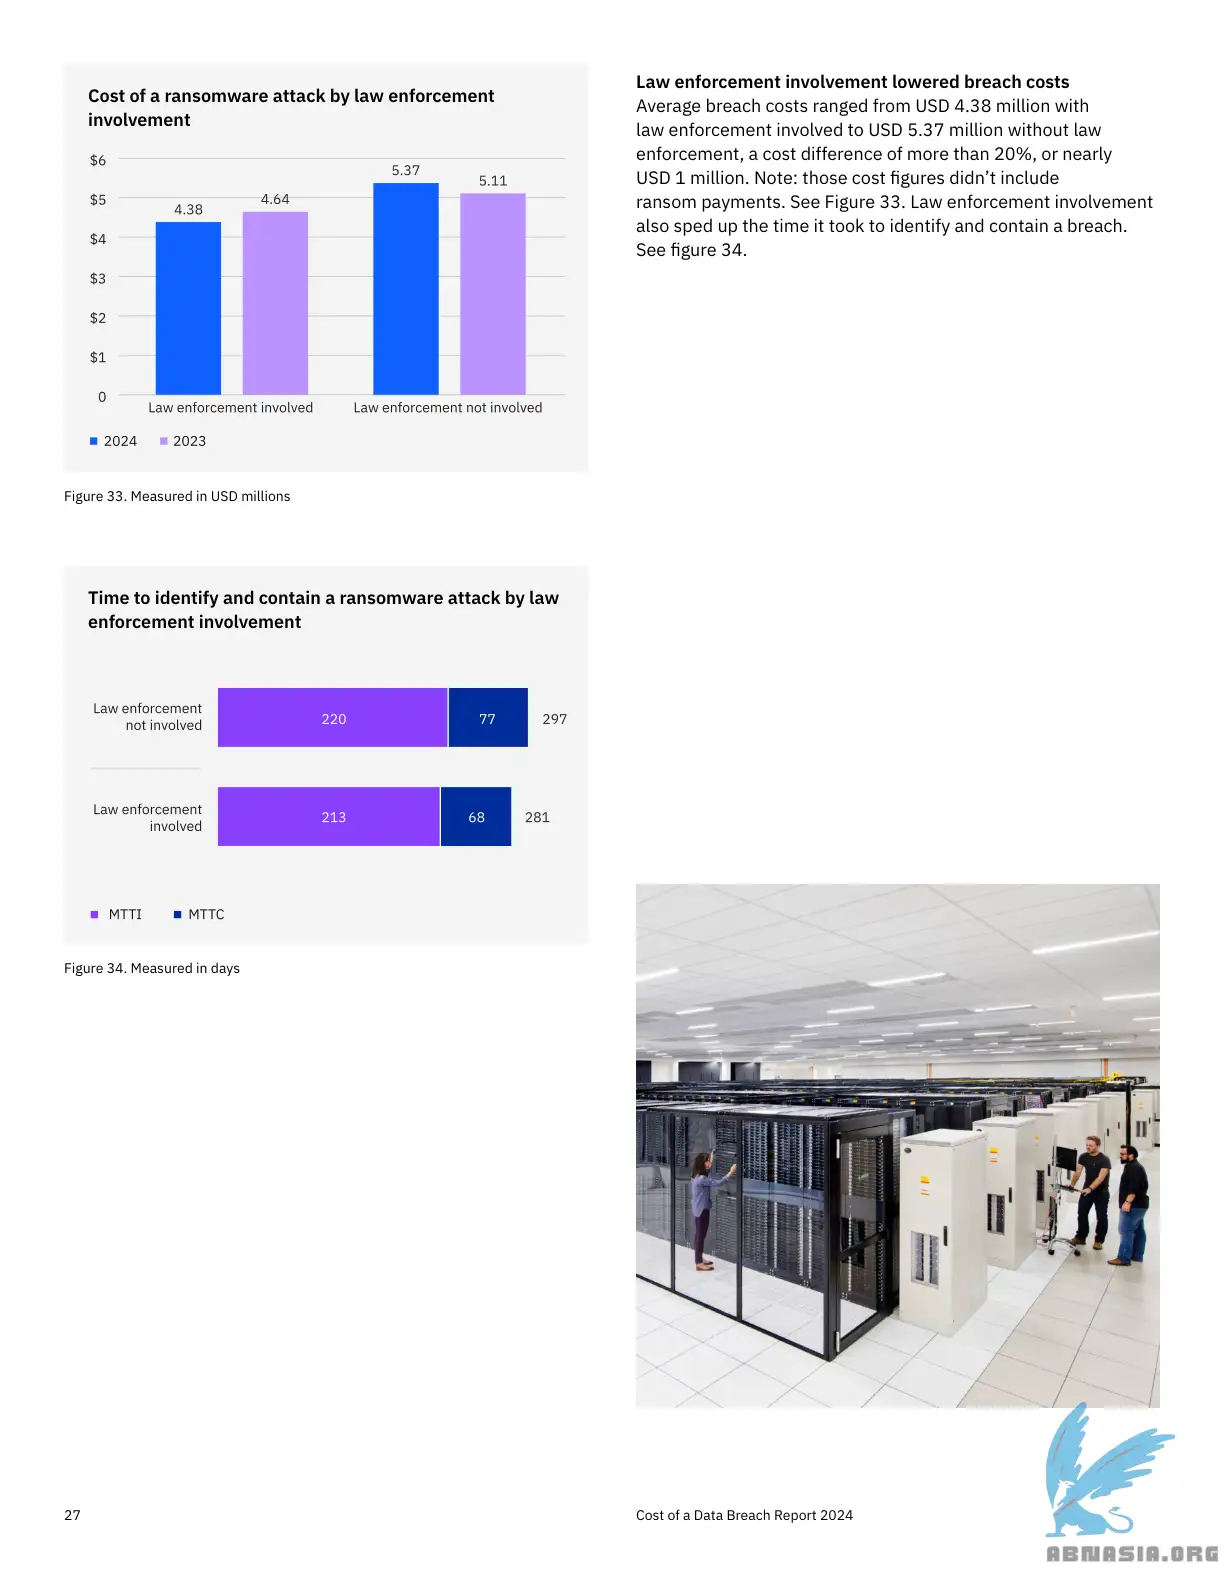 Cost of a ransomware attack by law enforcement
involvement
$6
$5
$4
$3
$2
$1
0
4.38
4.64
5.37
5.11
Law enforcement involved
Law enforcement not involved
2024
2023
Figure 33. Measured in USD millions
Time to identify and contain a ransomware attack by law
enforcement involvement
Law enforcement
not involved
220
77
297
Law enforcement
involved
213
68
281
MTTI
MTTC
Figure 34. Measured in days
Law enforcement involvement lowered breach costs
Average breach costs ranged from USD 4.38 million with
law enforcement involved to USD 5.37 million without law
enforcement, a cost difference of more than 20%, or nearly
USD 1 million. Note: those cost figures didn’t include
ransom payments. See Figure 33. Law enforcement involvement
also sped up the time it took to identify and contain a breach.
See figure 34.
27
Cost of a Data Breach Report 2024
ABNASIA.ORG